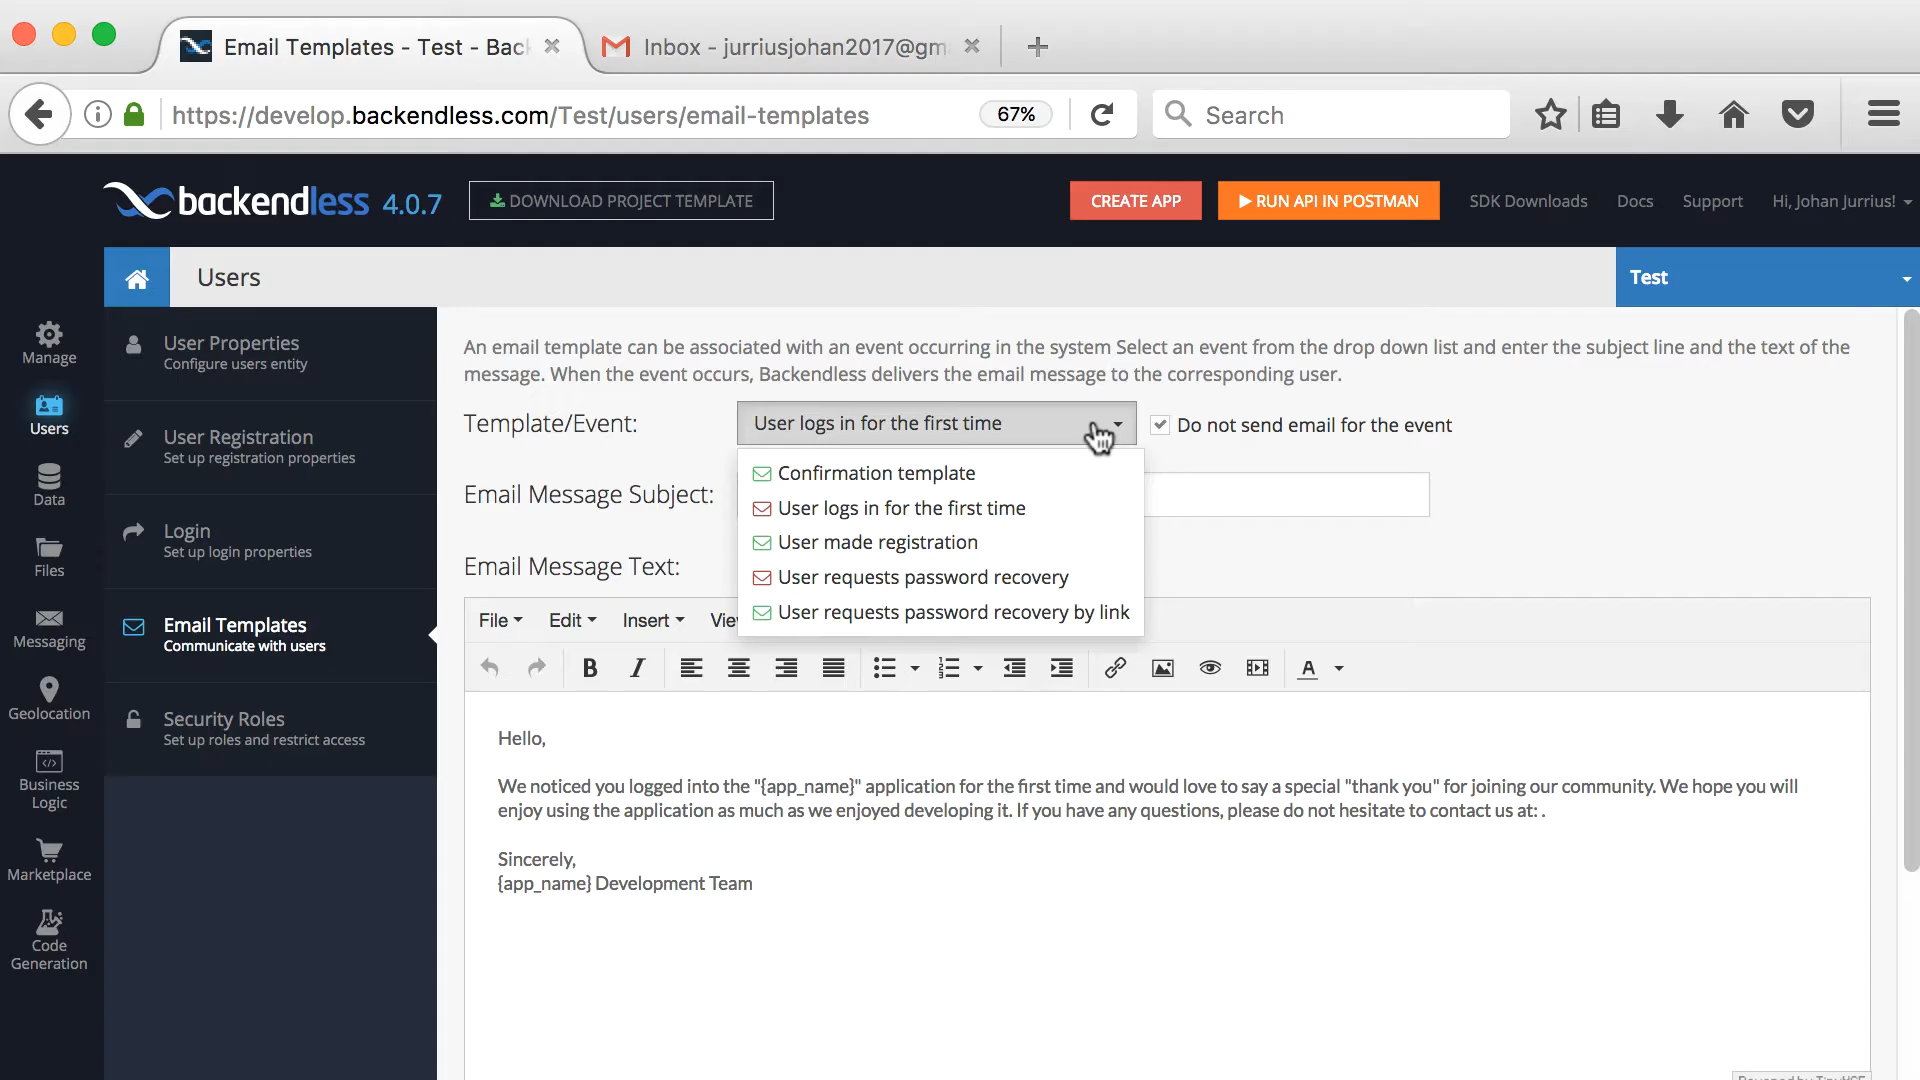 Email Templates - Test - Bac
Inbox - jurriusjohan2017@gm
https://develop.backendless.com/Test/users/email-templates
67%
Search
backendless 4.0.7
DOWNLOAD PROJECT TEMPLATE
CREATE APP
RUN API IN POSTMAN
SDK Downloads
Docs
Support
Hi, Johan Jurrius!
Users
Test
Manage
Users
Data
Files
Messaging
Geolocation
Business
Logic
Marketplace
Code
Generation
User Properties
Configure users entity
User Registration
Set up registration properties
Login
Set up login properties
Email Templates
Communicate with users
Security Roles
Set up roles and restrict access
An email template can be associated with an event occurring in the system Select an event from the drop down list and enter the subject line and the text of the
message. When the event occurs, Backendless delivers the email message to the corresponding user.
Template/Event:
User logs in for the first time
Do not send email for the event
Confirmation template
User logs in for the first time
User made registration
User requests password recovery
User requests password recovery by link
Email Message Subject:
Email Message Text:
File
Edit
Insert
Vie
B I
A
Hello,
We noticed you logged into the "{app_name}" application for the first time and would love to say a special "thank you" for joining our community. We hope you will
enjoy using the application as much as we enjoyed developing it. If you have any questions, please do not hesitate to contact us at: .
Sincerely,
{app_name} Development Team